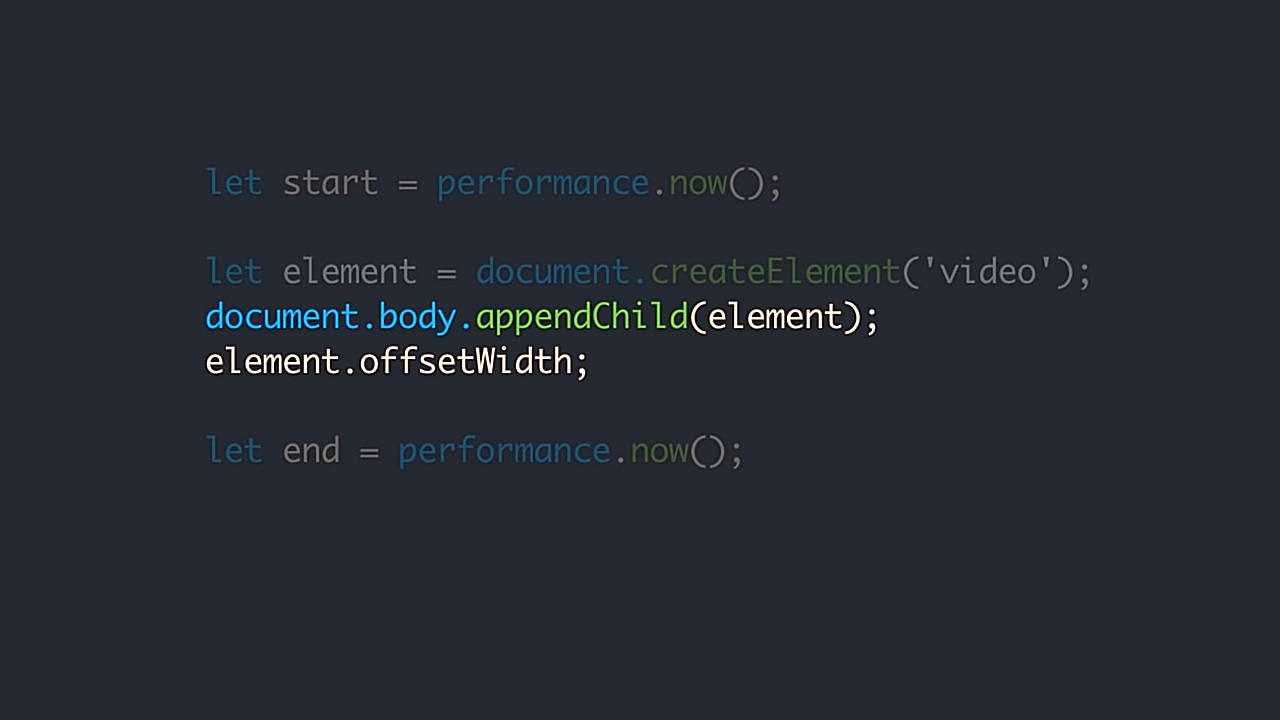 let start = performance.now();
let element = document.createElement('video');
document.body.appendChild(element);
element.offsetWidth;
let end = performance.now();